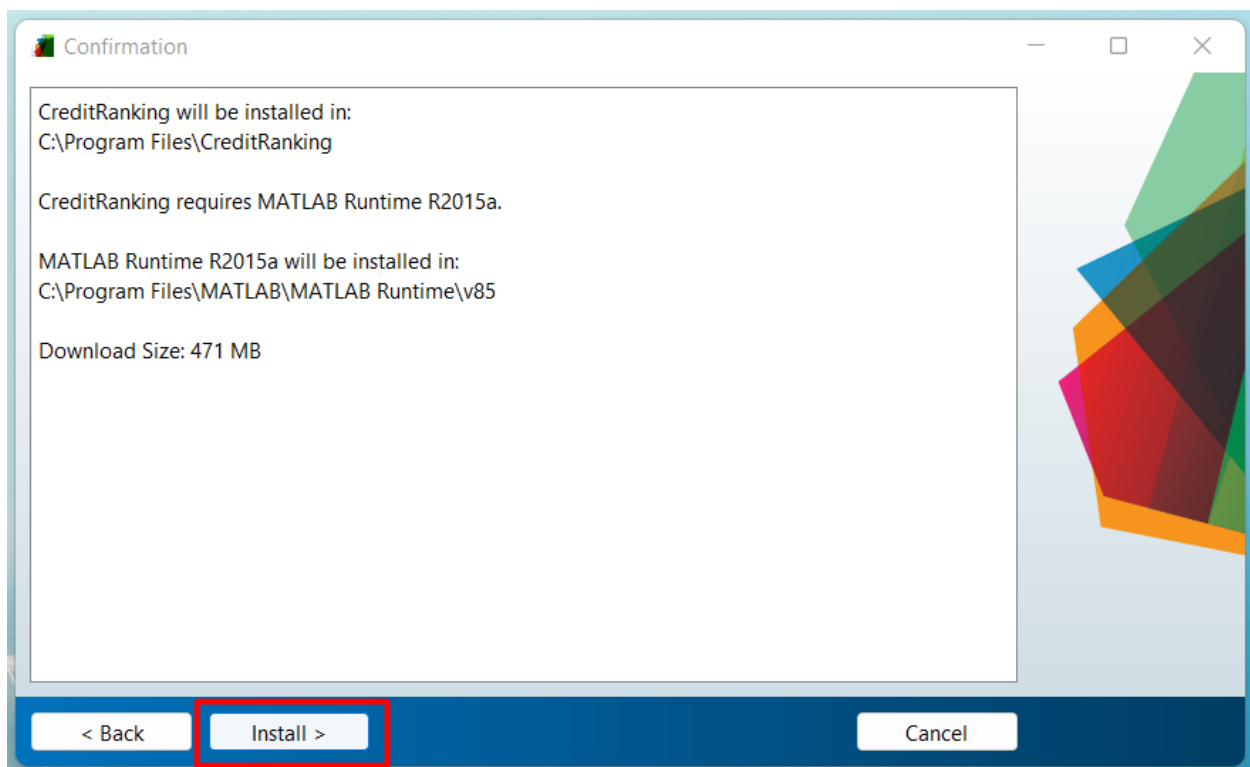 Confirmation
CreditRanking will be installed in:
C:\Program Files\CreditRanking
CreditRanking requires MATLAB Runtime R2015a.
MATLAB Runtime R2015a will be installed in:
C:\Program Files\MATLAB\MATLAB Runtime\v85
Download Size: 471 MB
< Back
Install >
Cancel